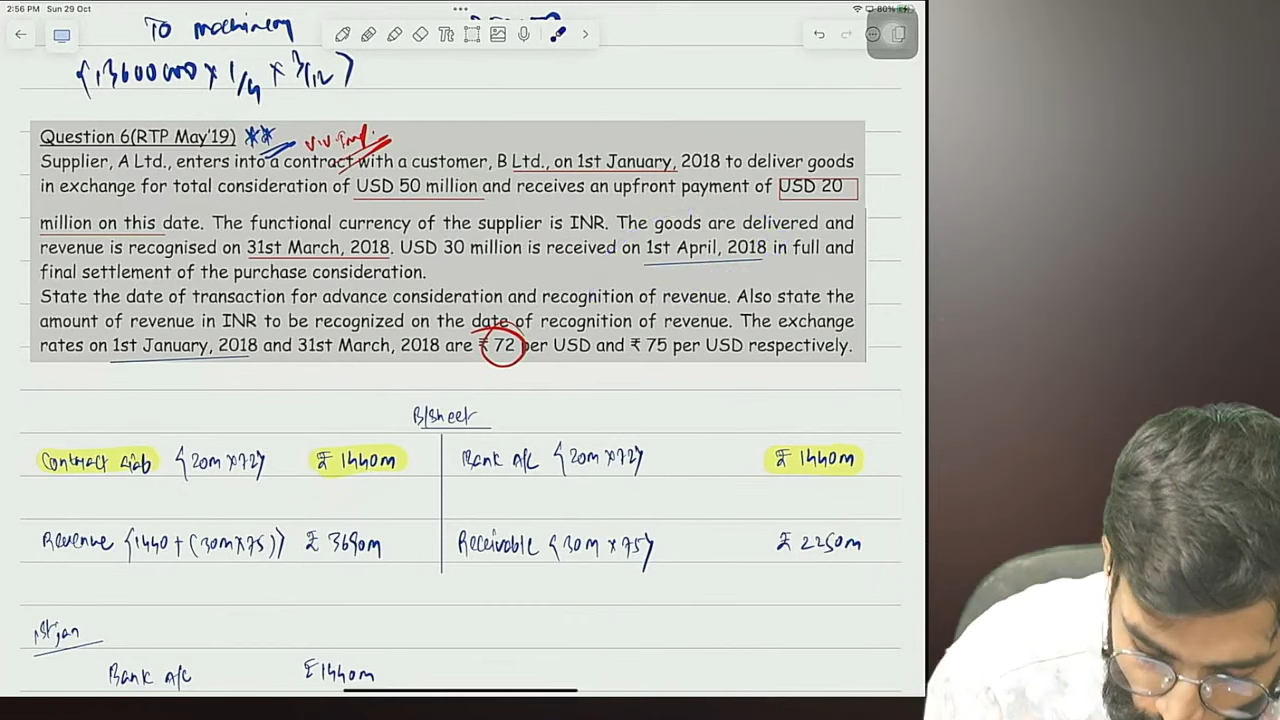 2:56 PM Sun 29 Oct
80%
To machinery
{13600000 x 1/4 x 3/12}
Question 6(RTP May'19) ** v.v.imp.
Supplier, A Ltd., enters into a contract with a customer, B Ltd., on 1st January, 2018 to deliver goods
in exchange for total consideration of USD 50 million and receives an upfront payment of USD 20
million on this date. The functional currency of the supplier is INR. The goods are delivered and
revenue is recognised on 31st March, 2018. USD 30 million is received on 1st April, 2018 in full and
final settlement of the purchase consideration.
State the date of transaction for advance consideration and recognition of revenue. Also state the
amount of revenue in INR to be recognized on the date of recognition of revenue. The exchange
rates on 1st January, 2018 and 31st March, 2018 are ₹ 72 per USD and ₹ 75 per USD respectively.
B/Sheet
Contract Liab {20m x 72} ₹ 1440m Bank A/c {20m x 72} ₹ 1440m
Revenue {1440 + (30m x 75)} ₹ 3690m Receivable {30m x 75} ₹ 2250m
1st jan
Bank A/c ₹1440m